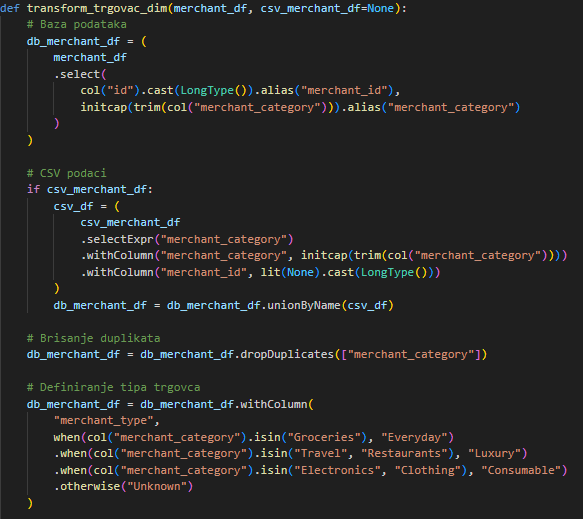 def transform_trgovac_dim(merchant_df, csv_merchant_df=None):
    # Baza podataka
    db_merchant_df = (
        merchant_df
        .select(
            col("id").cast(LongType()).alias("merchant_id"),
            initcap(trim(col("merchant_category"))).alias("merchant_category")
        )
    )

    # CSV podaci
    if csv_merchant_df:
        csv_df = (
            csv_merchant_df
            .selectExpr("merchant_category")
            .withColumn("merchant_category", initcap(trim(col("merchant_category"))))
            .withColumn("merchant_id", lit(None).cast(LongType()))
        )
        db_merchant_df = db_merchant_df.unionByName(csv_df)

    # Brisanje duplikata
    db_merchant_df = db_merchant_df.dropDuplicates(["merchant_category"])

    # Definiranje tipa trgovca
    db_merchant_df = db_merchant_df.withColumn(
        "merchant_type",
        when(col("merchant_category").isin("Groceries"), "Everyday")
        .when(col("merchant_category").isin("Travel", "Restaurants"), "Luxury")
        .when(col("merchant_category").isin("Electronics", "Clothing"), "Consumable")
        .otherwise("Unknown")
    )